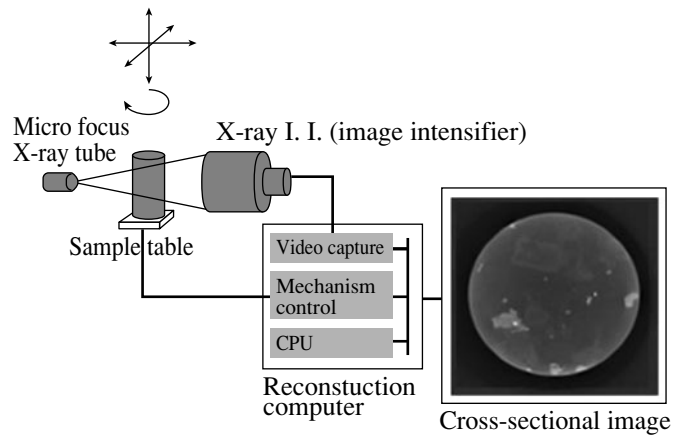 Micro focus
X-ray tube
X-ray I. I. (image intensifier)
Sample table
Video capture
Mechanism
control
CPU
Reconstuction
computer
Cross-sectional image